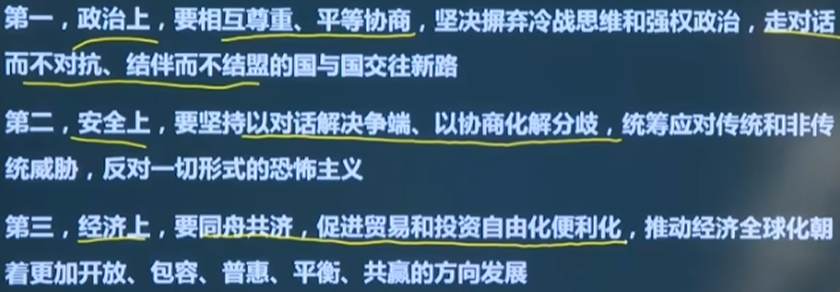 第一，政治上，要相互尊重、平等协商，坚决摒弃冷战思维和强权政治，走对话
而不对抗、结伴而不结盟的国与国交往新路
第二，安全上，要坚持以对话解决争端、以协商化解分歧，统筹应对传统和非传
统威胁，反对一切形式的恐怖主义
第三，经济上，要同舟共济，促进贸易和投资自由化便利化，推动经济全球化朝
着更加开放、包容、普惠、平衡、共赢的方向发展